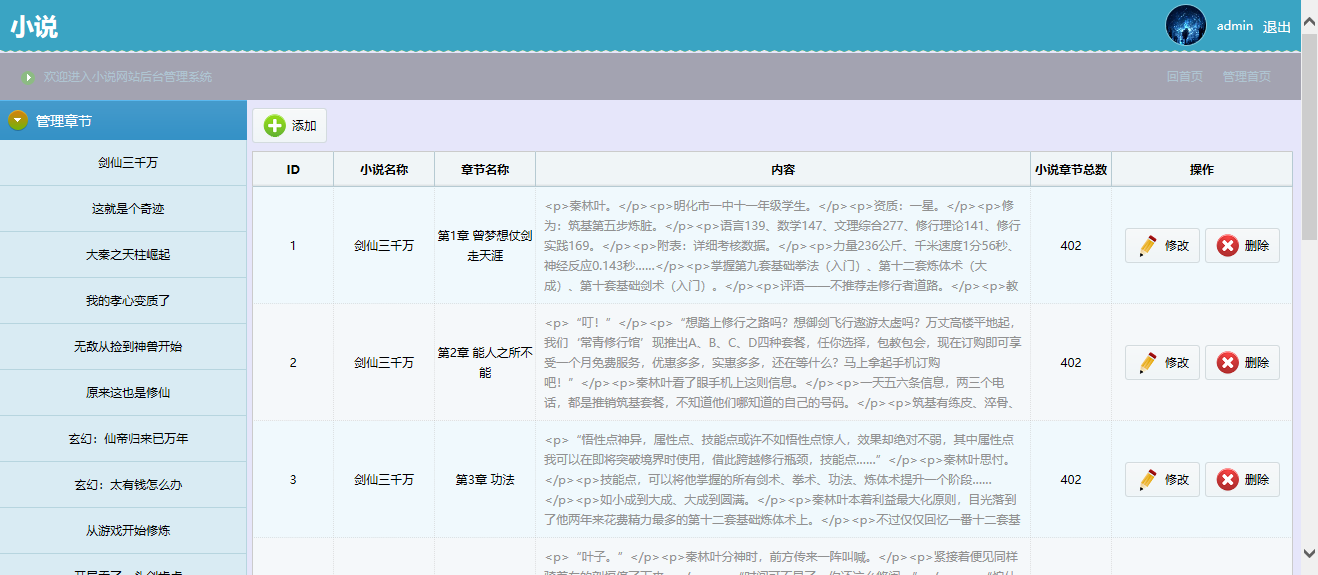 小说
admin 退出
欢迎进入小说网站后台管理系统
回首页 管理首页
管理章节
剑仙三千万
这就是个奇迹
大秦之天柱崛起
我的孝心变质了
无敌从捡到神兽开始
原来这也是修仙
玄幻：仙帝归来已万年
玄幻：太有钱怎么办
从游戏开始修炼
添加
ID 小说名称 章节名称 内容 小说章节总数 操作
1
剑仙三千万
第1章 曾梦想仗剑
走天涯
<p>秦林叶。</p><p>明化市一中十一年级学生。</p><p>资质：一星。</p><p>修
为：筑基第五步炼脏。</p><p>语言139、数学147、文理综合277、修行理论141、修行
实践169。</p><p>附表：详细考核数据。</p><p>力量236公斤、千米速度1分56秒、
神经反应0.143秒……</p><p>掌握第九套基础拳法（入门）、第十二套炼体术（大
成）、第十套基础剑术（入门）。</p><p>评语——不推荐走修行者道路。</p><p>教
402
修改 删除
2
剑仙三千万
第2章 能人之所不
能
<p>“叮！”</p><p>“想踏上修行之路吗？想御剑飞行遨游太虚吗？万丈高楼平地起，
我们‘常青修行馆’现推出A、B、C、D四种套餐，任你选择，包教包会，现在订购即可享
受一个月免费服务，优惠多多，实惠多多，还在等什么？马上拿起手机订购
吧！”</p><p>秦林叶看了眼手机上这则信息。</p><p>一天五六条信息，两三个电
话，都是推销筑基套餐，不知道他们哪知道的自己的号码。</p><p>筑基有练皮、淬骨、
402
修改 删除
3
剑仙三千万
第3章 功法
<p>“悟性点神异，属性点、技能点或许不如悟性点惊人，效果却绝对不弱，其中属性点
我可以在即将突破境界时使用，借此跨越修行瓶颈，技能点……”</p><p>秦林叶思忖。
</p><p>技能点，可以将他掌握的所有剑术、拳术、功法、炼体术提升一个阶段……
</p><p>如小成到大成、大成到圆满。</p><p>秦林叶本着利益最大化原则，目光落到
了他两年来花费精力最多的第十二套基础炼体术上。</p><p>不过仅仅回忆一番十二套基
402
修改 删除
<p>“叶子。”</p><p>秦林叶分神时，前方传来一阵叫喊。</p><p>紧接着便见同样